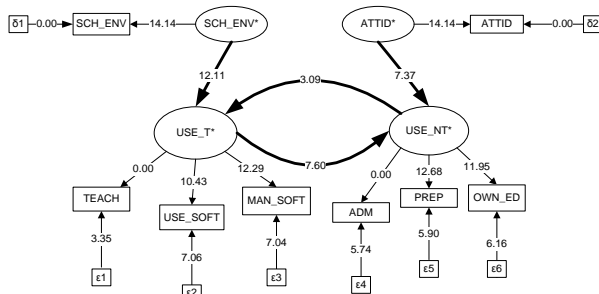 δ1
0.00
SCH_ENV
14.14
SCH_ENV*
ATTID*
14.14
ATTID
0.00
δ2
12.11
3.09
7.37
USE_T*
USE_NT*
7.60
0.00
10.43
12.29
0.00
12.68
11.95
TEACH
USE_SOFT
MAN_SOFT
ADM
PREP
OWN_ED
3.35
7.06
7.04
5.74
5.90
6.16
ε1
ε2
ε3
ε4
ε5
ε6